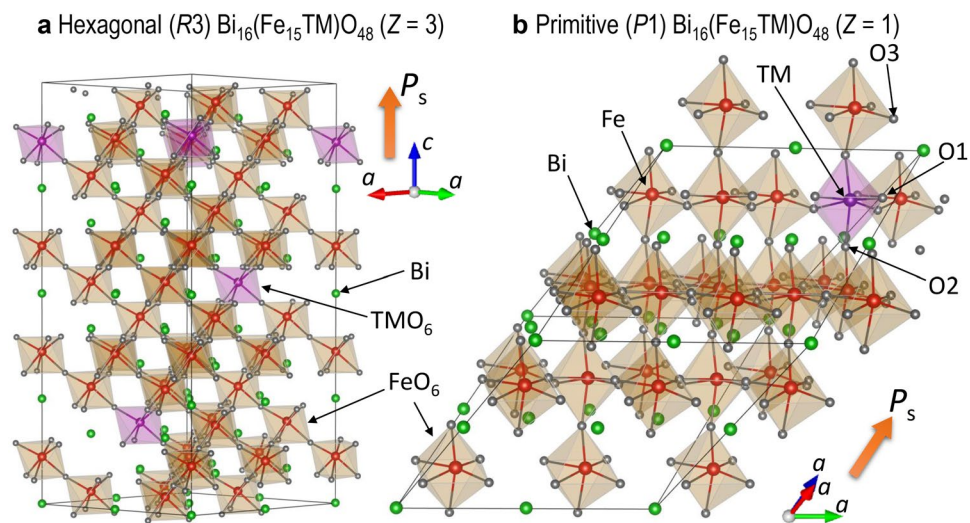 a Hexagonal (R3) Bi16(Fe15TM)O48 (Z = 3)
Ps
c
a
a
Bi
TMO6
FeO6
b Primitive (P1) Bi16(Fe15TM)O48 (Z = 1)
TM
O3
Fe
O1
Bi
O2
Ps
a
a
a